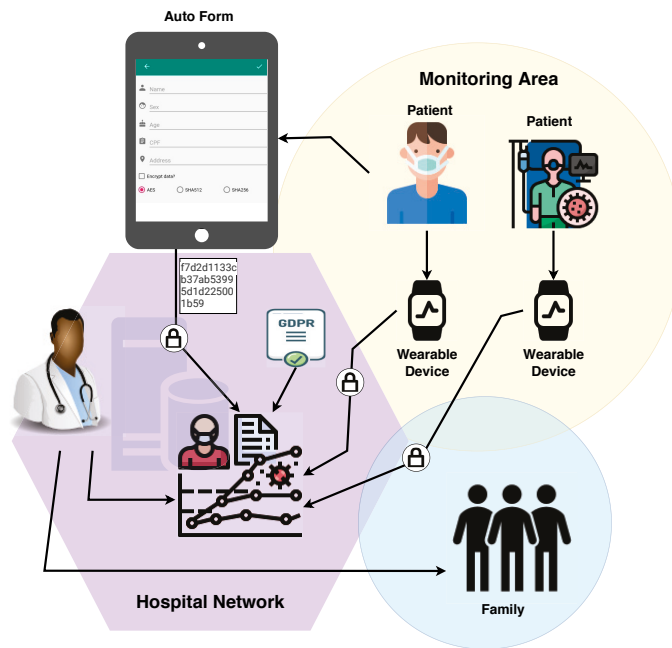 Auto Form
Name
Sex
Age
CPF
Address
Encrypt data?
AES SHA512 SHA256
Monitoring Area
Patient
Patient
f7d2d1133c
b37ab5399
5d1d22500
1b59
GDPR
Wearable
Device
Wearable
Device
Hospital Network
Family